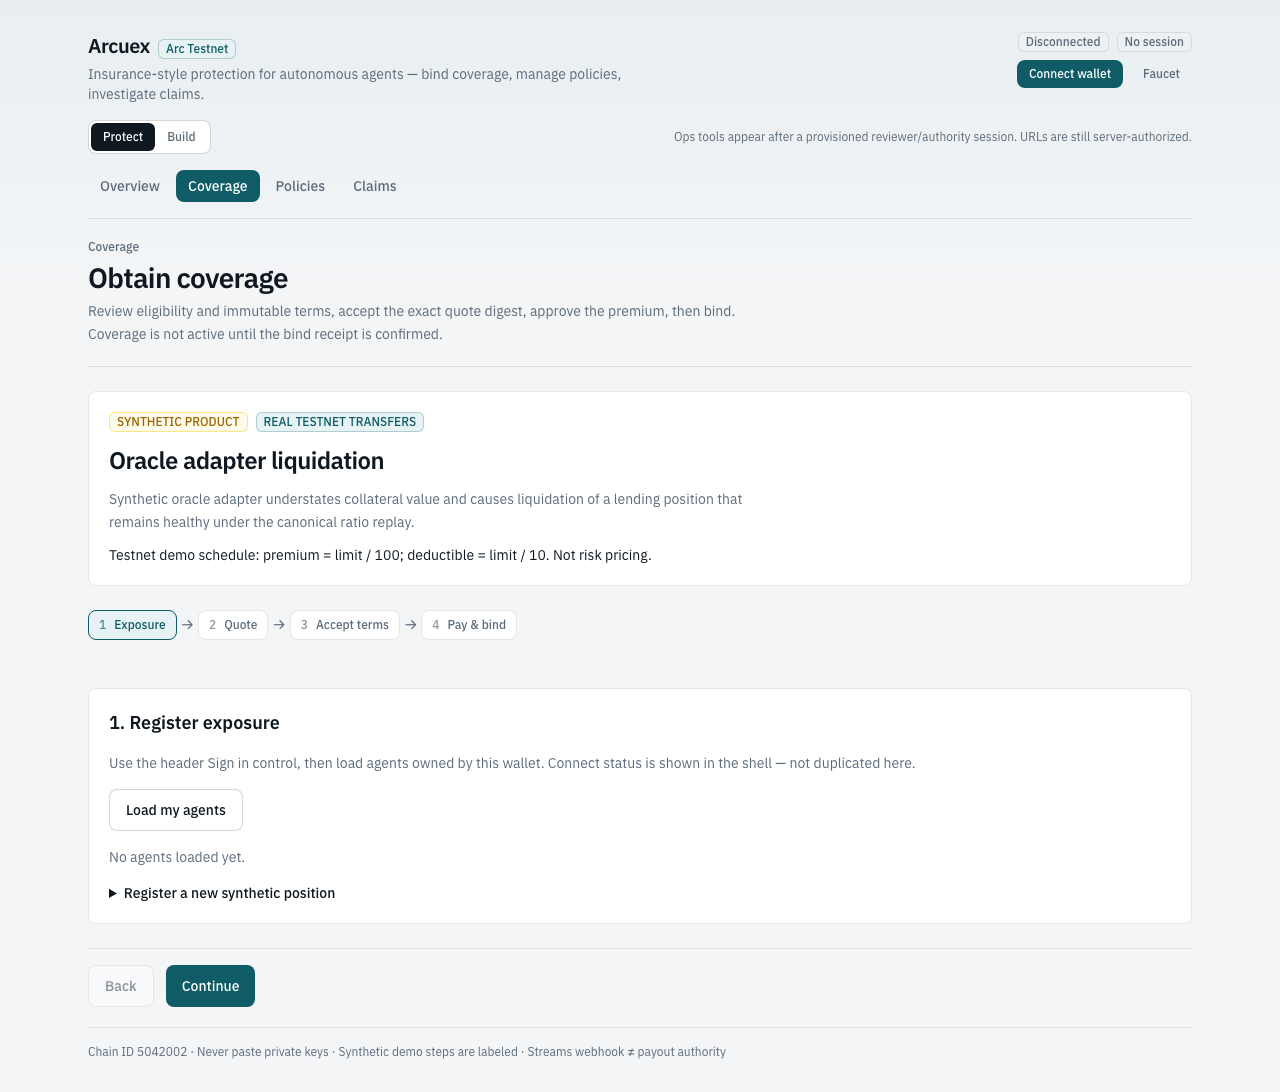 Arcuex Arc Testnet
Disconnected No session
Insurance-style protection for autonomous agents — bind coverage, manage policies,
investigate claims.
Connect wallet Faucet
Protect Build
Ops tools appear after a provisioned reviewer/authority session. URLs are still server-authorized.
Overview Coverage Policies Claims
Coverage
Obtain coverage
Review eligibility and immutable terms, accept the exact quote digest, approve the premium, then bind.
Coverage is not active until the bind receipt is confirmed.
SYNTHETIC PRODUCT REAL TESTNET TRANSFERS
Oracle adapter liquidation
Synthetic oracle adapter understates collateral value and causes liquidation of a lending position that
remains healthy under the canonical ratio replay.
Testnet demo schedule: premium = limit / 100; deductible = limit / 10. Not risk pricing.
1 Exposure → 2 Quote → 3 Accept terms → 4 Pay & bind
1. Register exposure
Use the header Sign in control, then load agents owned by this wallet. Connect status is shown in the shell — not duplicated here.
Load my agents
No agents loaded yet.
▶ Register a new synthetic position
Back Continue
Chain ID 5042002 · Never paste private keys · Synthetic demo steps are labeled · Streams webhook ≠ payout authority